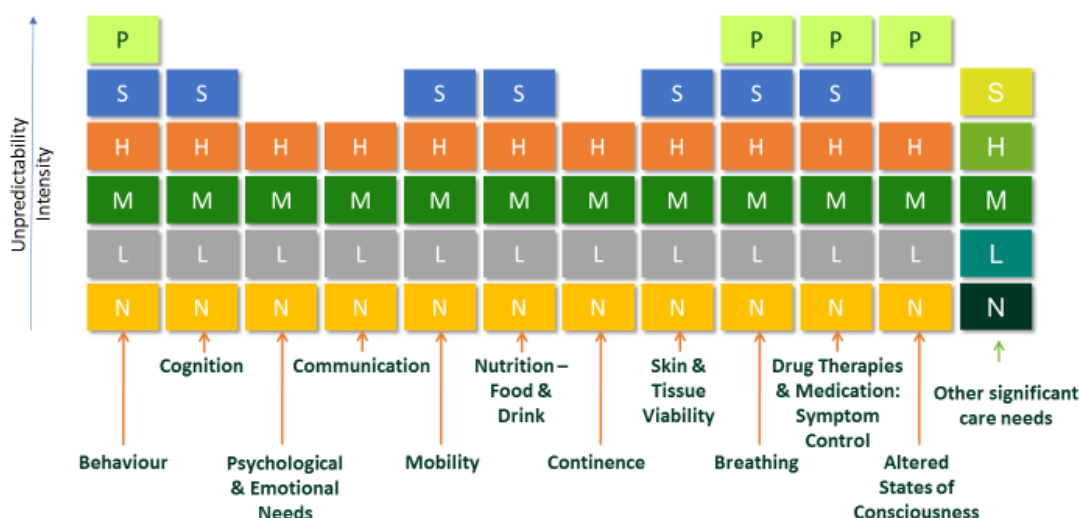 P P P P
S S S S S S S S
H H H H H H H H H H H H
M M M M M M M M M M M M
L L L L L L L L L L L L
N N N N N N N N N N N N
Unpredictability
Intensity
Cognition
Communication
Nutrition –
Food &
Drink
Skin &
Tissue
Viability
Drug Therapies
& Medication:
Symptom
Control
Other significant
care needs
Behaviour
Psychological
& Emotional
Needs
Mobility
Continence
Breathing
Altered
States of
Consciousness